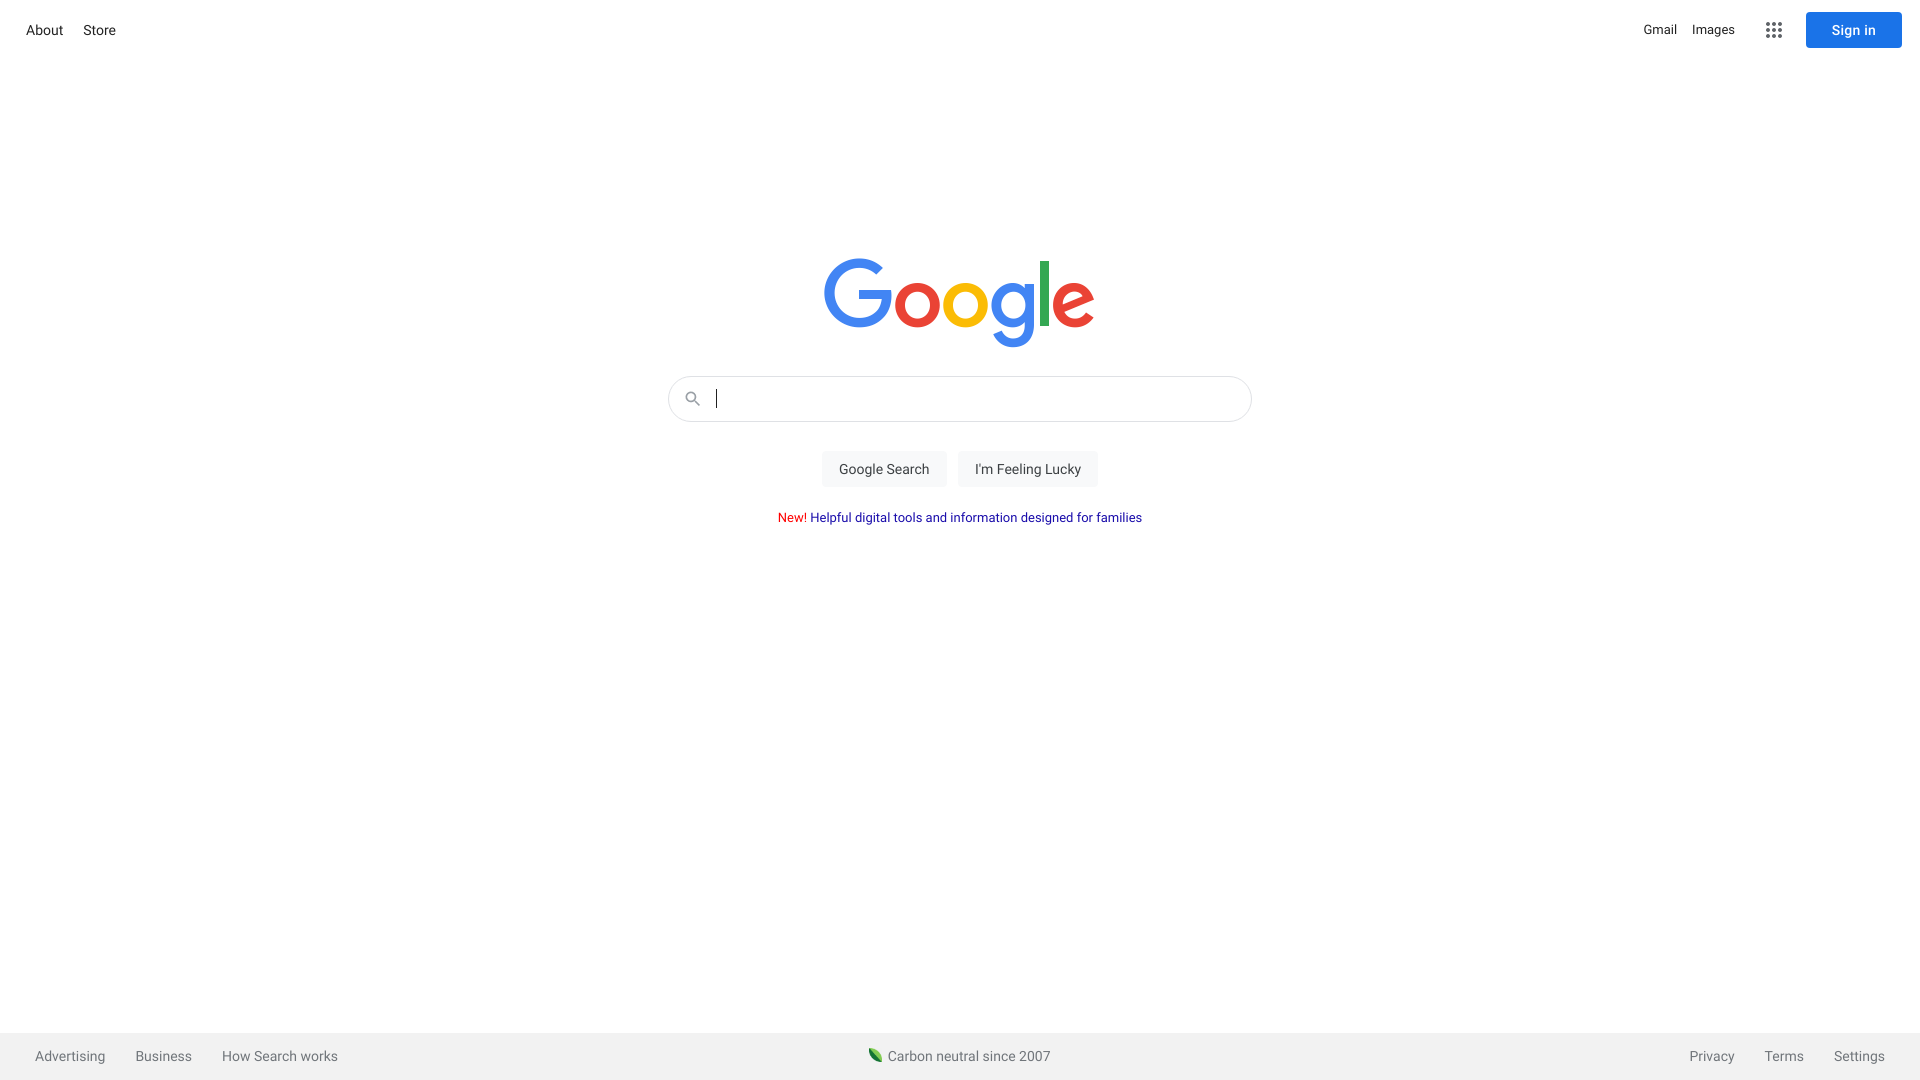 About Store Gmail Images Sign in
Google
Google Search I'm Feeling Lucky
New! Helpful digital tools and information designed for families
Advertising Business How Search works Carbon neutral since 2007 Privacy Terms Settings